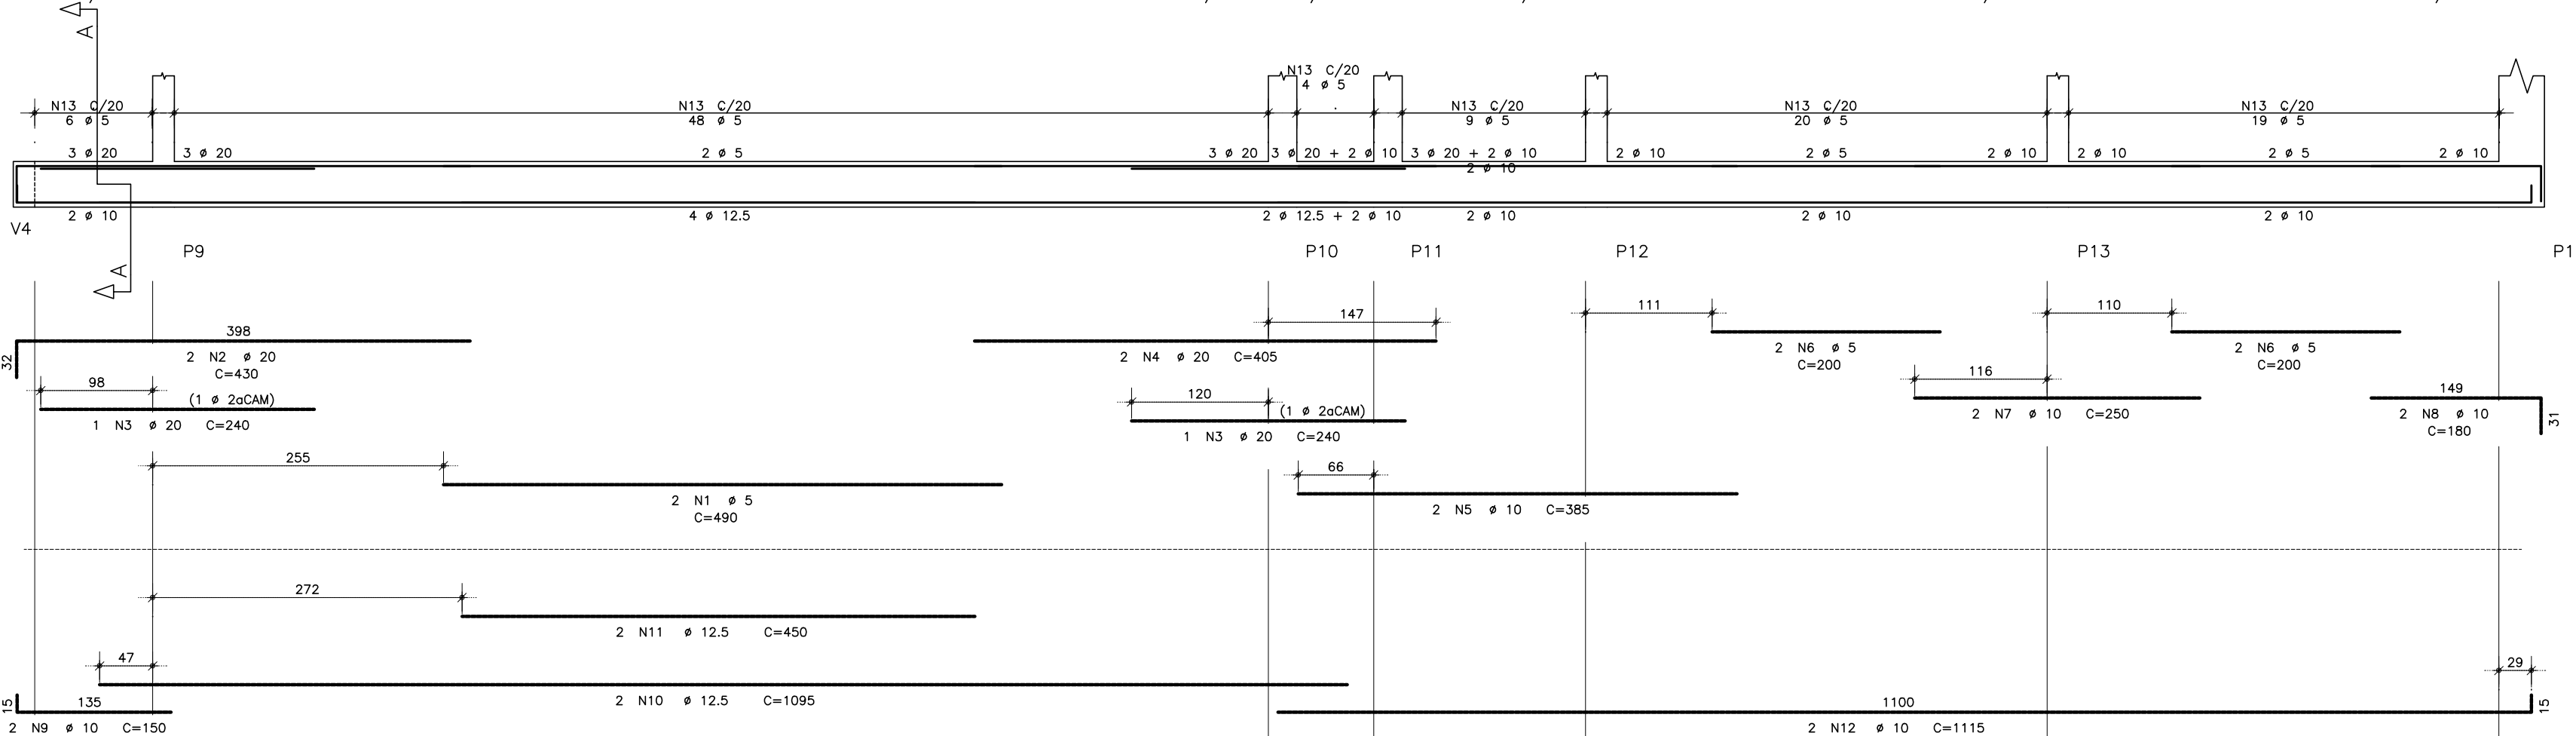 A
N13 C/20
6 ø 5
N13 C/20
48 ø 5
N13 C/20
4 ø 5
N13 C/20
9 ø 5
N13 C/20
20 ø 5
N13 C/20
19 ø 5
3 ø 20
3 ø 20
2 ø 5
3 ø 20
3 ø 20 + 2 ø 10
3 ø 20 + 2 ø 10
2 ø 10
2 ø 10
2 ø 5
2 ø 10
2 ø 10
2 ø 5
2 ø 10
2 ø 10
4 ø 12.5
2 ø 12.5 + 2 ø 10
2 ø 10
2 ø 10
2 ø 10
V4
P9
P10
P11
P12
P13
P1
A
398
32
2 N2 ø 20
C=430
147
2 N4 ø 20 C=405
111
2 N6 ø 5
C=200
110
2 N6 ø 5
C=200
98
(1 ø 2aCAM)
1 N3 ø 20 C=240
120
(1 ø 2aCAM)
1 N3 ø 20 C=240
116
2 N7 ø 10 C=250
149
2 N8 ø 10
C=180
31
255
2 N1 ø 5
C=490
66
2 N5 ø 10 C=385
272
2 N11 ø 12.5 C=450
47
2 N10 ø 12.5 C=1095
29
15
135
2 N9 ø 10 C=150
1100
2 N12 ø 10 C=1115
15